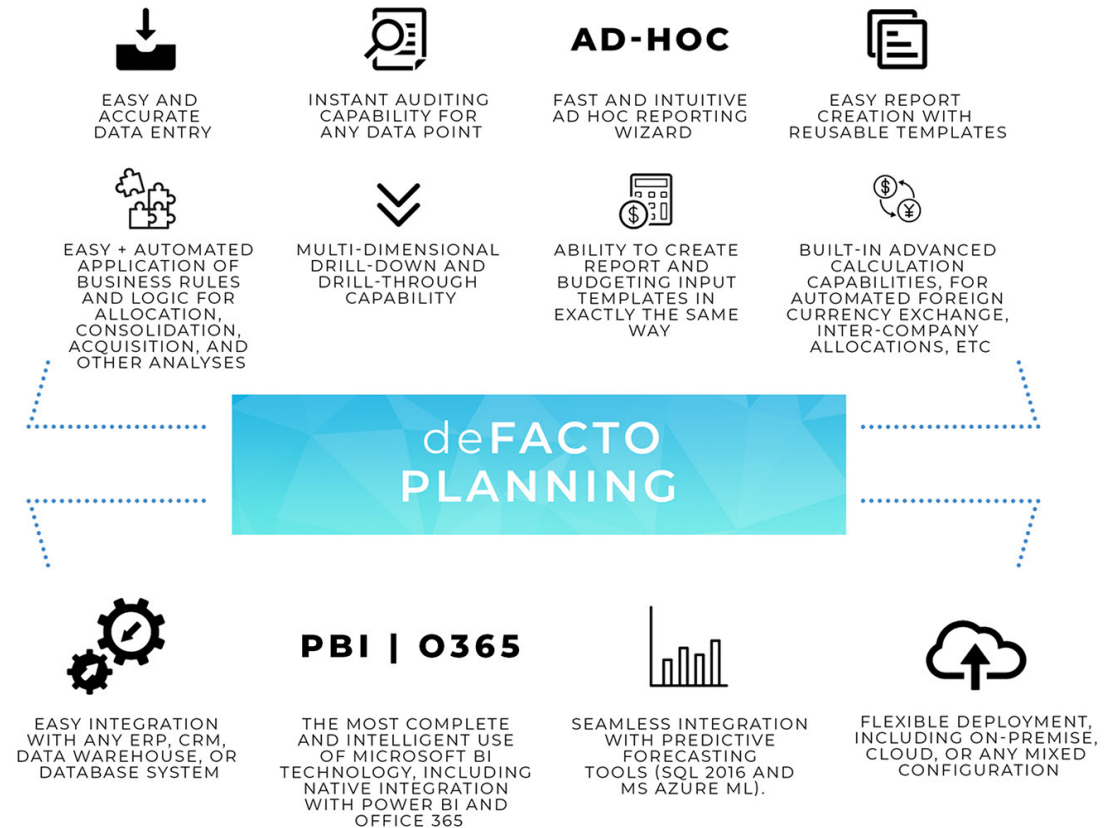 AD-HOC
EASY AND
ACCURATE
DATA ENTRY
INSTANT AUDITING
CAPABILITY FOR
ANY DATA POINT
FAST AND INTUITIVE
AD HOC REPORTING
WIZARD
EASY REPORT
CREATION WITH
REUSABLE TEMPLATES
$
$
¥
EASY + AUTOMATED
APPLICATION OF
BUSINESS RULES
AND LOGIC FOR
ALLOCATION,
CONSOLIDATION,
ACQUISITION, AND
OTHER ANALYSES
MULTI-DIMENSIONAL
DRILL-DOWN AND
DRILL-THROUGH
CAPABILITY
ABILITY TO CREATE
REPORT AND
BUDGETING INPUT
TEMPLATES IN
EXACTLY THE SAME
WAY
BUILT-IN ADVANCED
CALCULATION
CAPABILITIES, FOR
AUTOMATED FOREIGN
CURRENCY EXCHANGE,
INTER-COMPANY
ALLOCATIONS, ETC
deFACTO
PLANNING
PBI | O365
EASY INTEGRATION
WITH ANY ERP, CRM,
DATA WAREHOUSE, OR
DATABASE SYSTEM
THE MOST COMPLETE
AND INTELLIGENT USE
OF MICROSOFT BI
TECHNOLOGY, INCLUDING
NATIVE INTEGRATION
WITH POWER BI AND
OFFICE 365
SEAMLESS INTEGRATION
WITH PREDICTIVE
FORECASTING
TOOLS (SQL 2016 AND
MS AZURE ML).
FLEXIBLE DEPLOYMENT,
INCLUDING ON-PREMISE,
CLOUD, OR ANY MIXED
CONFIGURATION